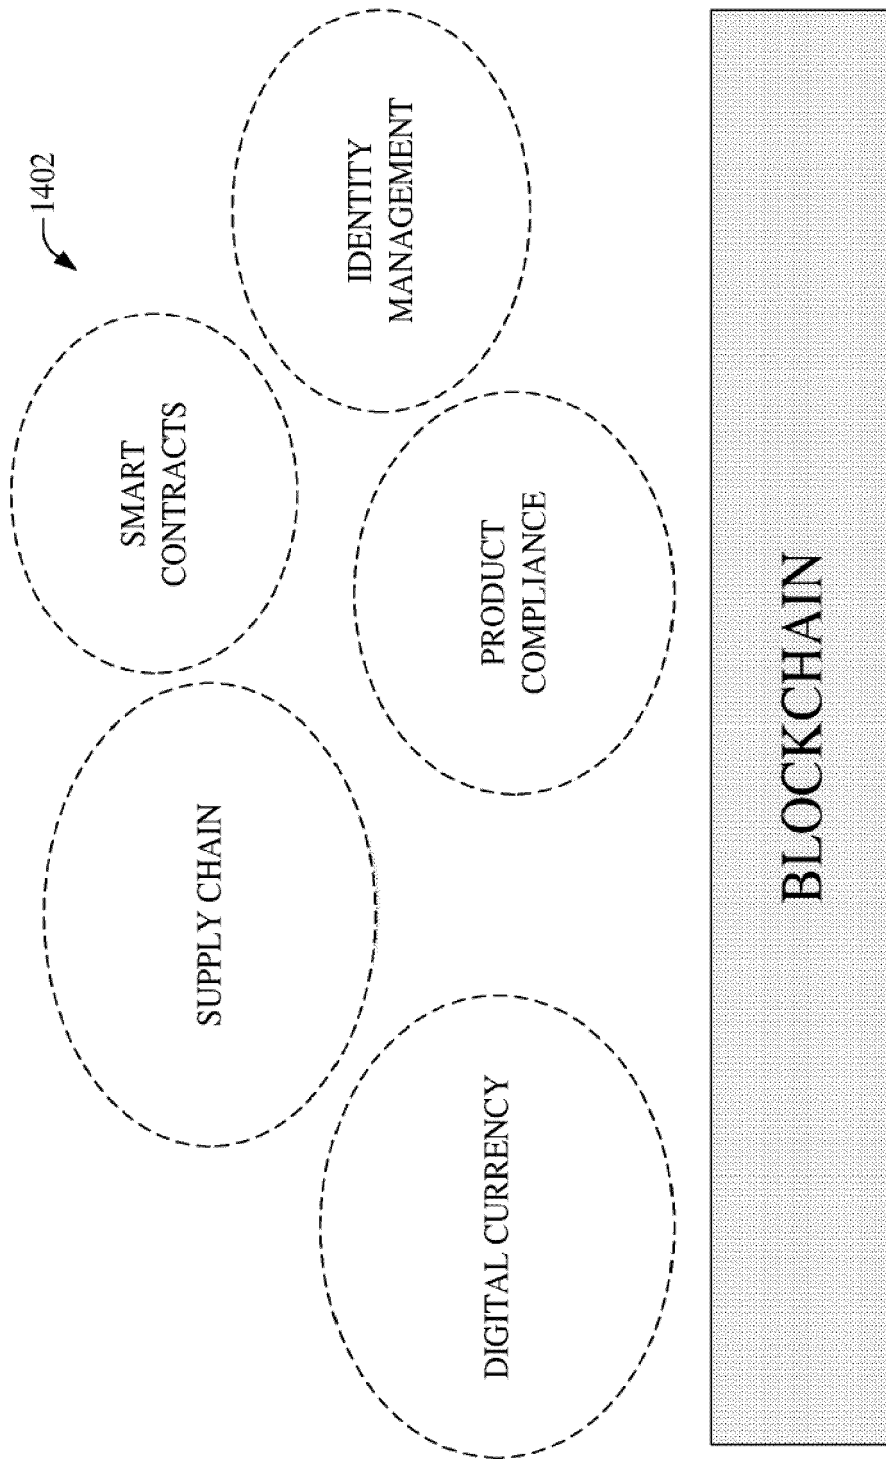 1402
SMART
CONTRACTS
SUPPLY CHAIN
IDENTITY
MANAGEMENT
PRODUCT
COMPLIANCE
DIGITAL CURRENCY
BLOCKCHAIN